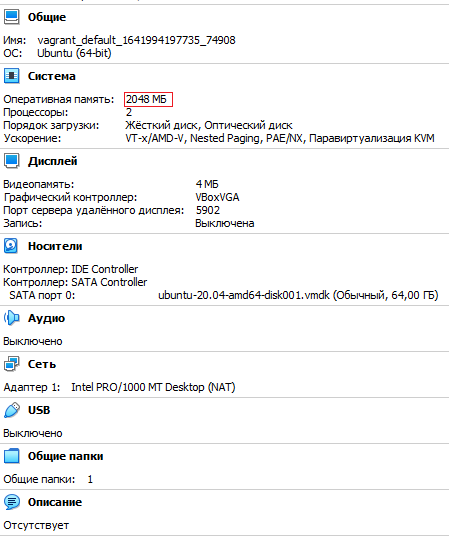 Общие
Имя: vagrant_default_1641994197735_74908
ОС: Ubuntu (64-bit)
Система
Оперативная память: 2048 МБ
Процессоры: 2
Порядок загрузки: Жёсткий диск, Оптический диск
Ускорение: VT-x/AMD-V, Nested Paging, PAE/NX, Паравиртуализация KVM
Дисплей
Видеопамять: 4 МБ
Графический контроллер: VBoxVGA
Порт сервера удалённого дисплея: 5902
Запись: Выключена
Носители
Контроллер: IDE Controller
Контроллер: SATA Controller
SATA порт 0: ubuntu-20.04-amd64-disk001.vmdk (Обычный, 64,00 ГБ)
Аудио
Выключено
Сеть
Адаптер 1: Intel PRO/1000 MT Desktop (NAT)
USB
Выключено
Общие папки
Общие папки: 1
Описание
Отсутствует